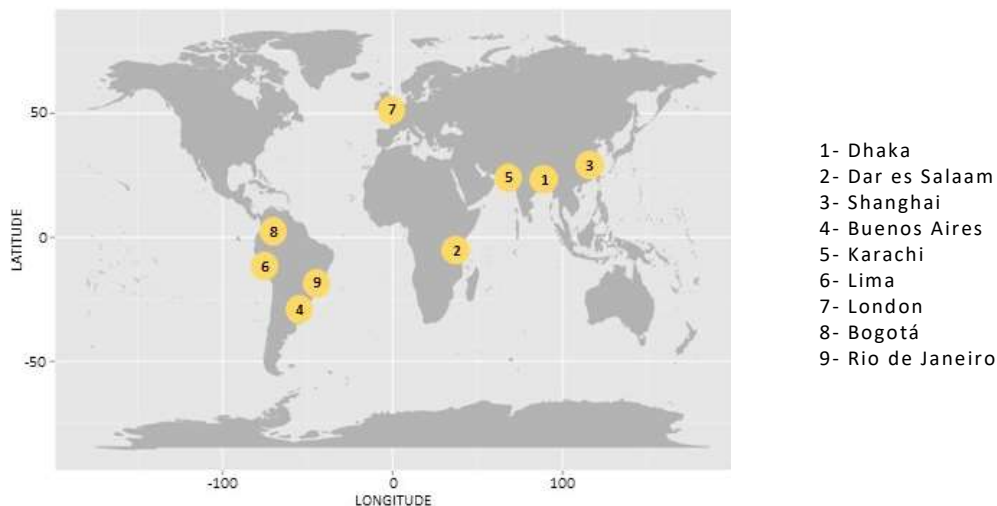 50
0
-50
LATITUDE
-100
0
100
LONGITUDE
7
3
5
1
8
2
6
9
4
1- Dhaka
2- Dar es Salaam
3- Shanghai
4- Buenos Aires
5- Karachi
6- Lima
7- London
8- Bogotá
9- Rio de Janeiro